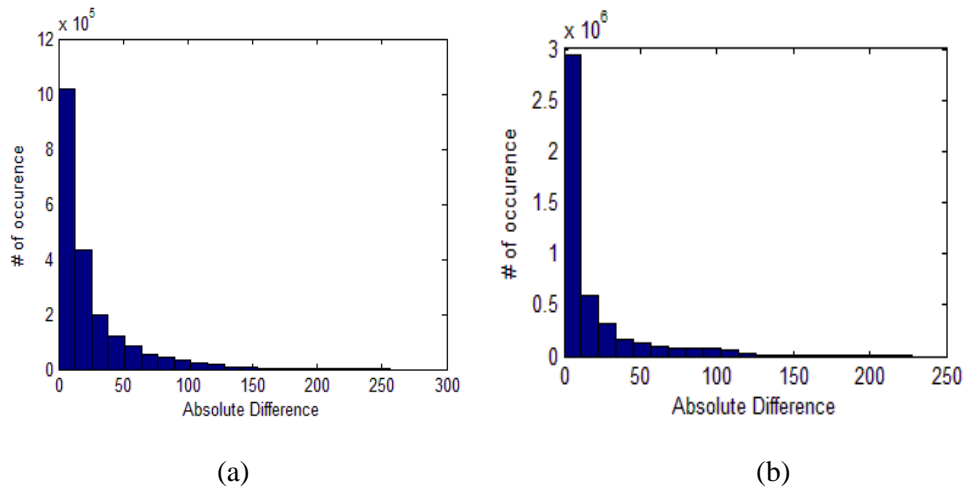 x 10^5
12
10
8
6
4
2
0
# of occurence
0 50 100 150 200 250 300
Absolute Difference
(a)
x 10^6
3
2.5
2
1.5
1
0.5
0
# of occurence
0 50 100 150 200 250
Absolute Difference
(b)